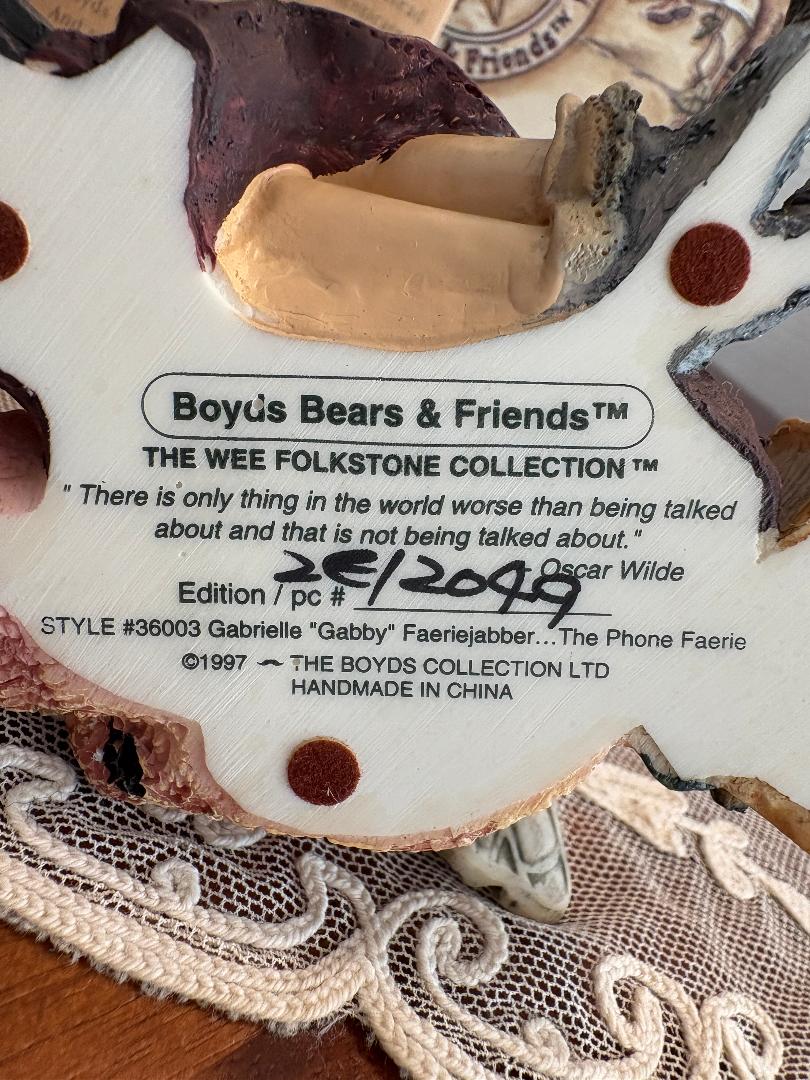 Friends™
Boyds Bears & Friends™
THE WEE FOLKSTONE COLLECTION™
" There is only thing in the world worse than being talked
about and that is not being talked about."
- Oscar Wilde
Edition / pc # 2E/2049
STYLE #36003 Gabrielle "Gabby" Faeriejabber...The Phone Faerie
©1997 ~ THE BOYDS COLLECTION LTD
HANDMADE IN CHINA